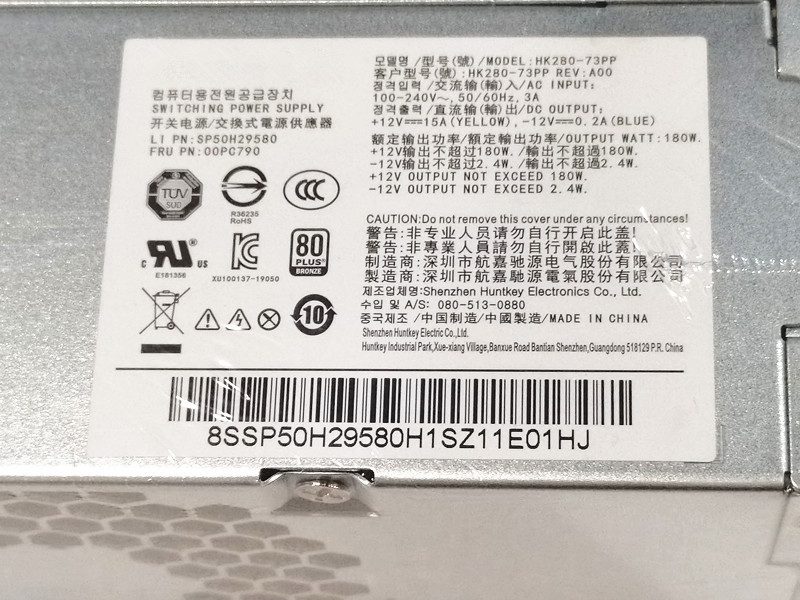 컴퓨터용전원공급장치
SWITCHING POWER SUPPLY
开关电源/交換式電源供應器
LI PN:SP50H29580
FRU PN:00PC790
TUV
SUD
R36235
RoHS
CCC
c RU ® US
E181356
KC
XU100137-19050
80
PLUS
BRONZE
10
모델명 /型号(號)/MODEL:HK280-73PP
客户型号(號):HK280-73PP REV:A00
정격입력 /交流输(輸)入/AC INPUT:
100-240V~, 50/60Hz, 3A
정격출력 /直流输(輸)出/DC OUTPUT:
+12V⎓15A(YELLOW), -12V⎓0.2A(BLUE)
额定输出功率/額定輸出功率/OUTPUT WATT:180W.
+12V输出不超过180W./輸出不超過180W.
-12V输出不超过2.4W./輸出不超過2.4W.
+12V OUTPUT NOT EXCEED 180W.
-12V OUTPUT NOT EXCEED 2.4W.
CAUTION:Do not remove this cover under any circumstances!
警告:非专业人员请勿自行开启此盖!
警告:非專業人員請勿自行開啟此蓋!
制造商:深圳市航嘉驰源电气股份有限公司
製造商:深圳市航嘉馳源電氣股份有限公司
제조업체명:Shenzhen Huntkey Electronics Co., Ltd.
수입 및 A/S: 080-513-0880
중국제조 /中国制造/中國製造/MADE IN CHINA
Shenzhen Huntkey Electric Co.,Ltd.
Huntkey Industrial Park,Xue-xiang Village,Banxue Road Bantian Shenzhen,Guangdong 518129 P.R. China
8SSP50H29580H1SZ11E01HJ